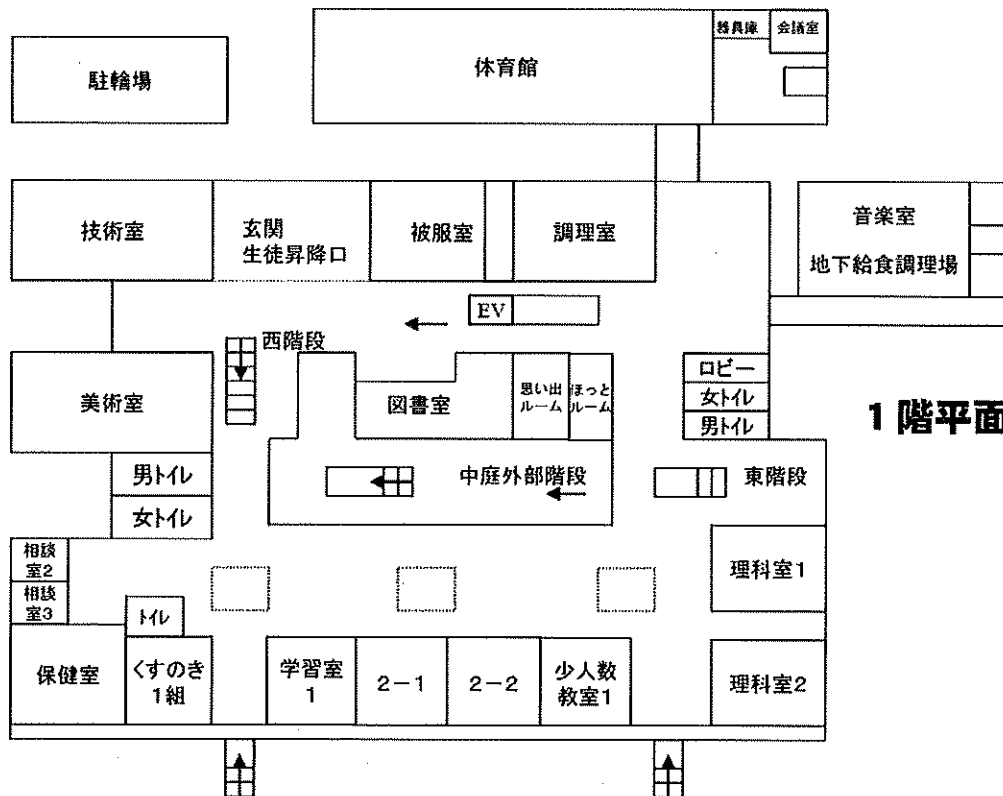 器具庫
会議室
駐輪場
体育館
技術室
玄関
生徒昇降口
被服室
調理室
音楽室
地下給食調理場
EV
西階段
美術室
図書室
思い出
ルーム
ほっと
ルーム
ロビー
女トイレ
男トイレ
1階平面
男トイレ
女トイレ
中庭外部階段
東階段
相談
室2
相談
室3
理科室1
トイレ
保健室
くすのき
1組
学習室
1
2-1
2-2
少人数
教室1
理科室2